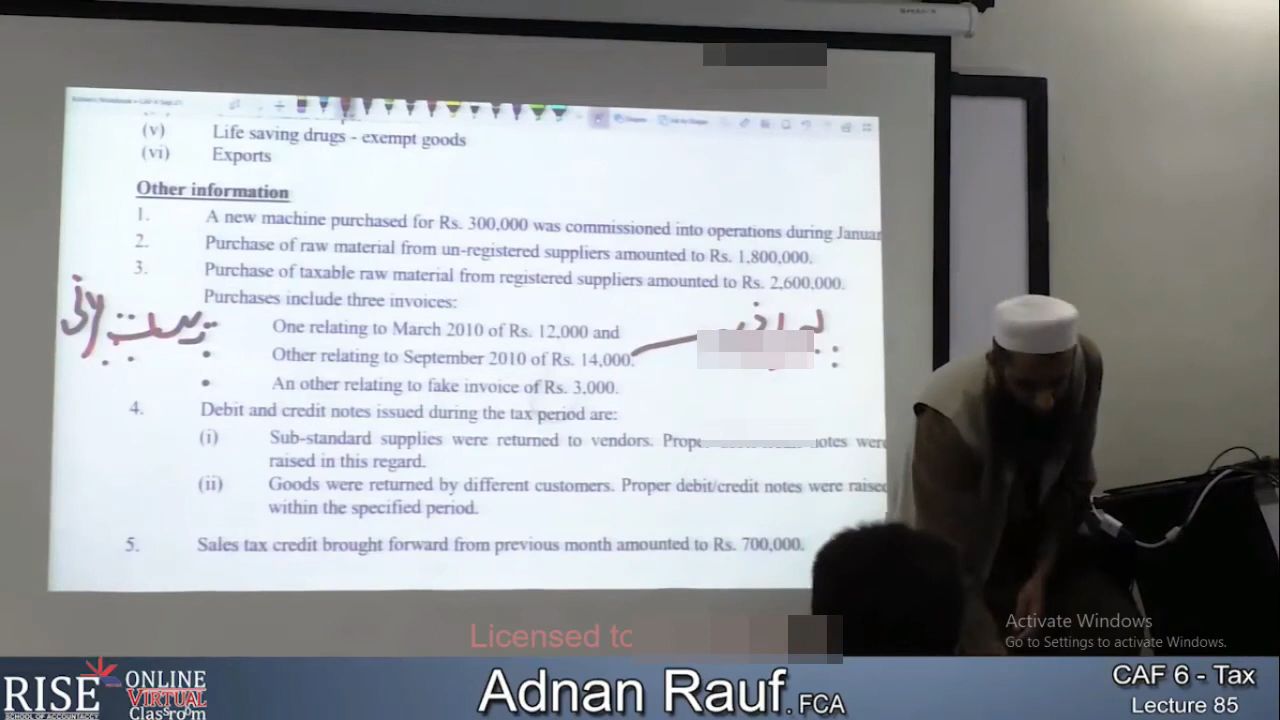 (v) Life saving drugs - exempt goods
(vi) Exports
Other information
1. A new machine purchased for Rs. 300,000 was commissioned into operations during Januar
2. Purchase of raw material from un-registered suppliers amounted to Rs. 1,800,000.
3. Purchase of taxable raw material from registered suppliers amounted to Rs. 2,600,000.
Purchases include three invoices:
One relating to March 2010 of Rs. 12,000 and
• Other relating to September 2010 of Rs. 14,000.
• An other relating to fake invoice of Rs. 3,000.
4. Debit and credit notes issued during the tax period are:
(i) Sub-standard supplies were returned to vendors. notes were
raised in this regard.
(ii) Goods were returned by different customers. Proper debit/credit notes were raised
within the specified period.
5. Sales tax credit brought forward from previous month amounted to Rs. 700,000.
Licensed to
Activate Windows
Go to Settings to activate Windows.
RISE
SCHOOL OF ACCOUNTANCY
ONLINE
VIRTUAL
Classroom
Adnan Rauf. FCA
CAF 6 - Tax
Lecture 85